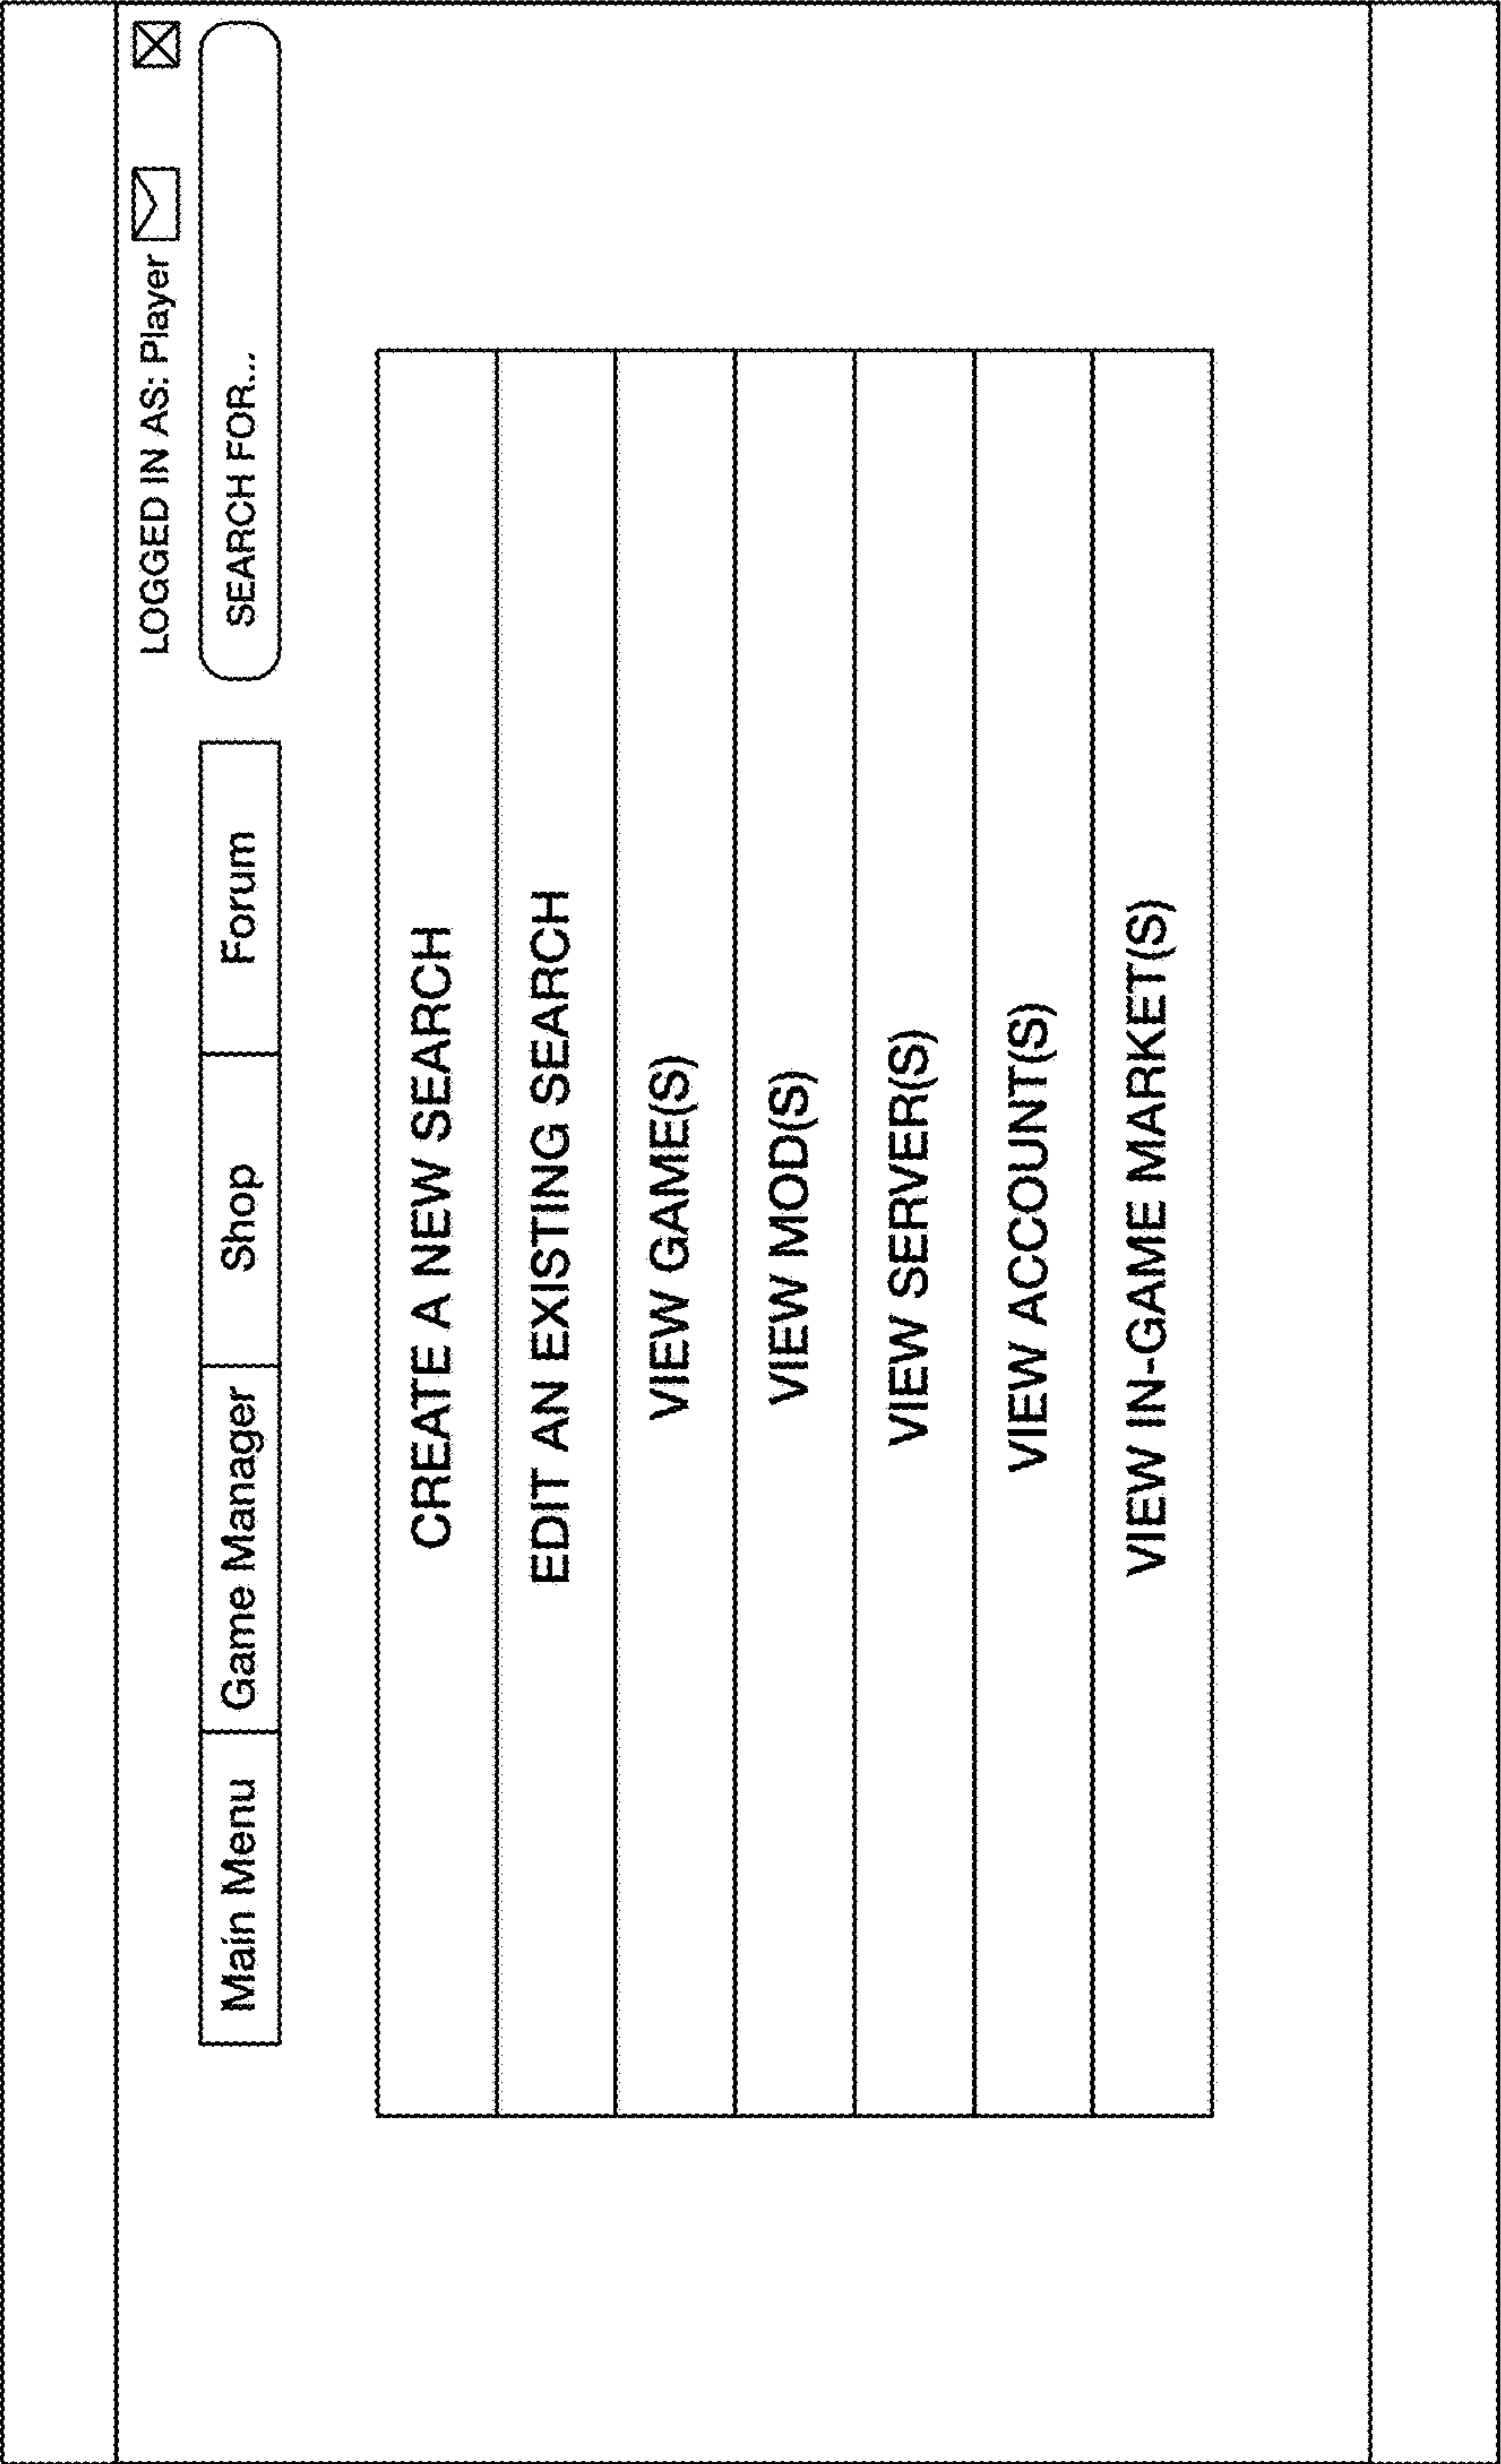 LOGGED IN AS: Player
Main Menu
Game Manager
Shop
Forum
SEARCH FOR...
CREATE A NEW SEARCH
EDIT AN EXISTING SEARCH
VIEW GAME(S)
VIEW MOD(S)
VIEW SERVER(S)
VIEW ACCOUNT(S)
VIEW IN-GAME MARKET(S)